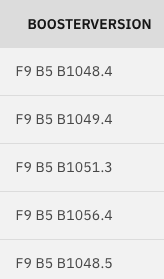 BOOSTERVERSION
F9 B5 B1048.4
F9 B5 B1049.4
F9 B5 B1051.3
F9 B5 B1056.4
F9 B5 B1048.5